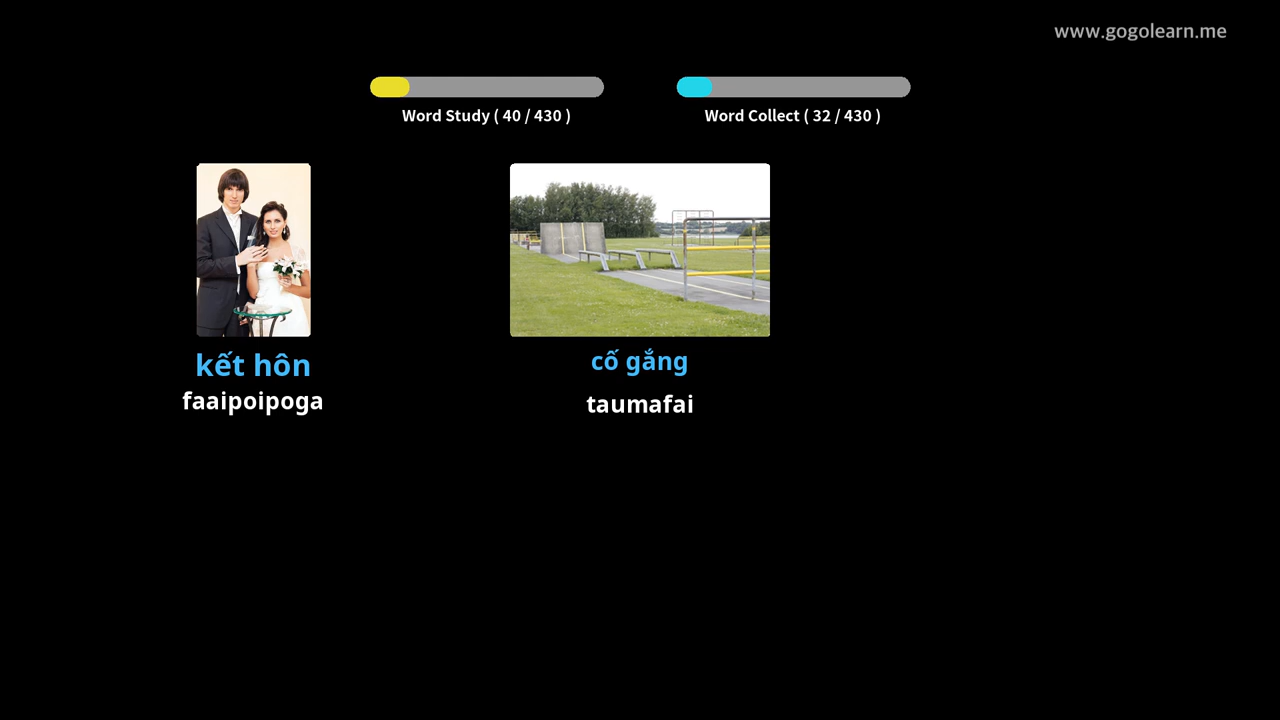 www.gogolearn.me
Word Study ( 40 / 430 )
Word Collect ( 32 / 430 )
kết hôn
faaipoipoga
cố gắng
taumafai